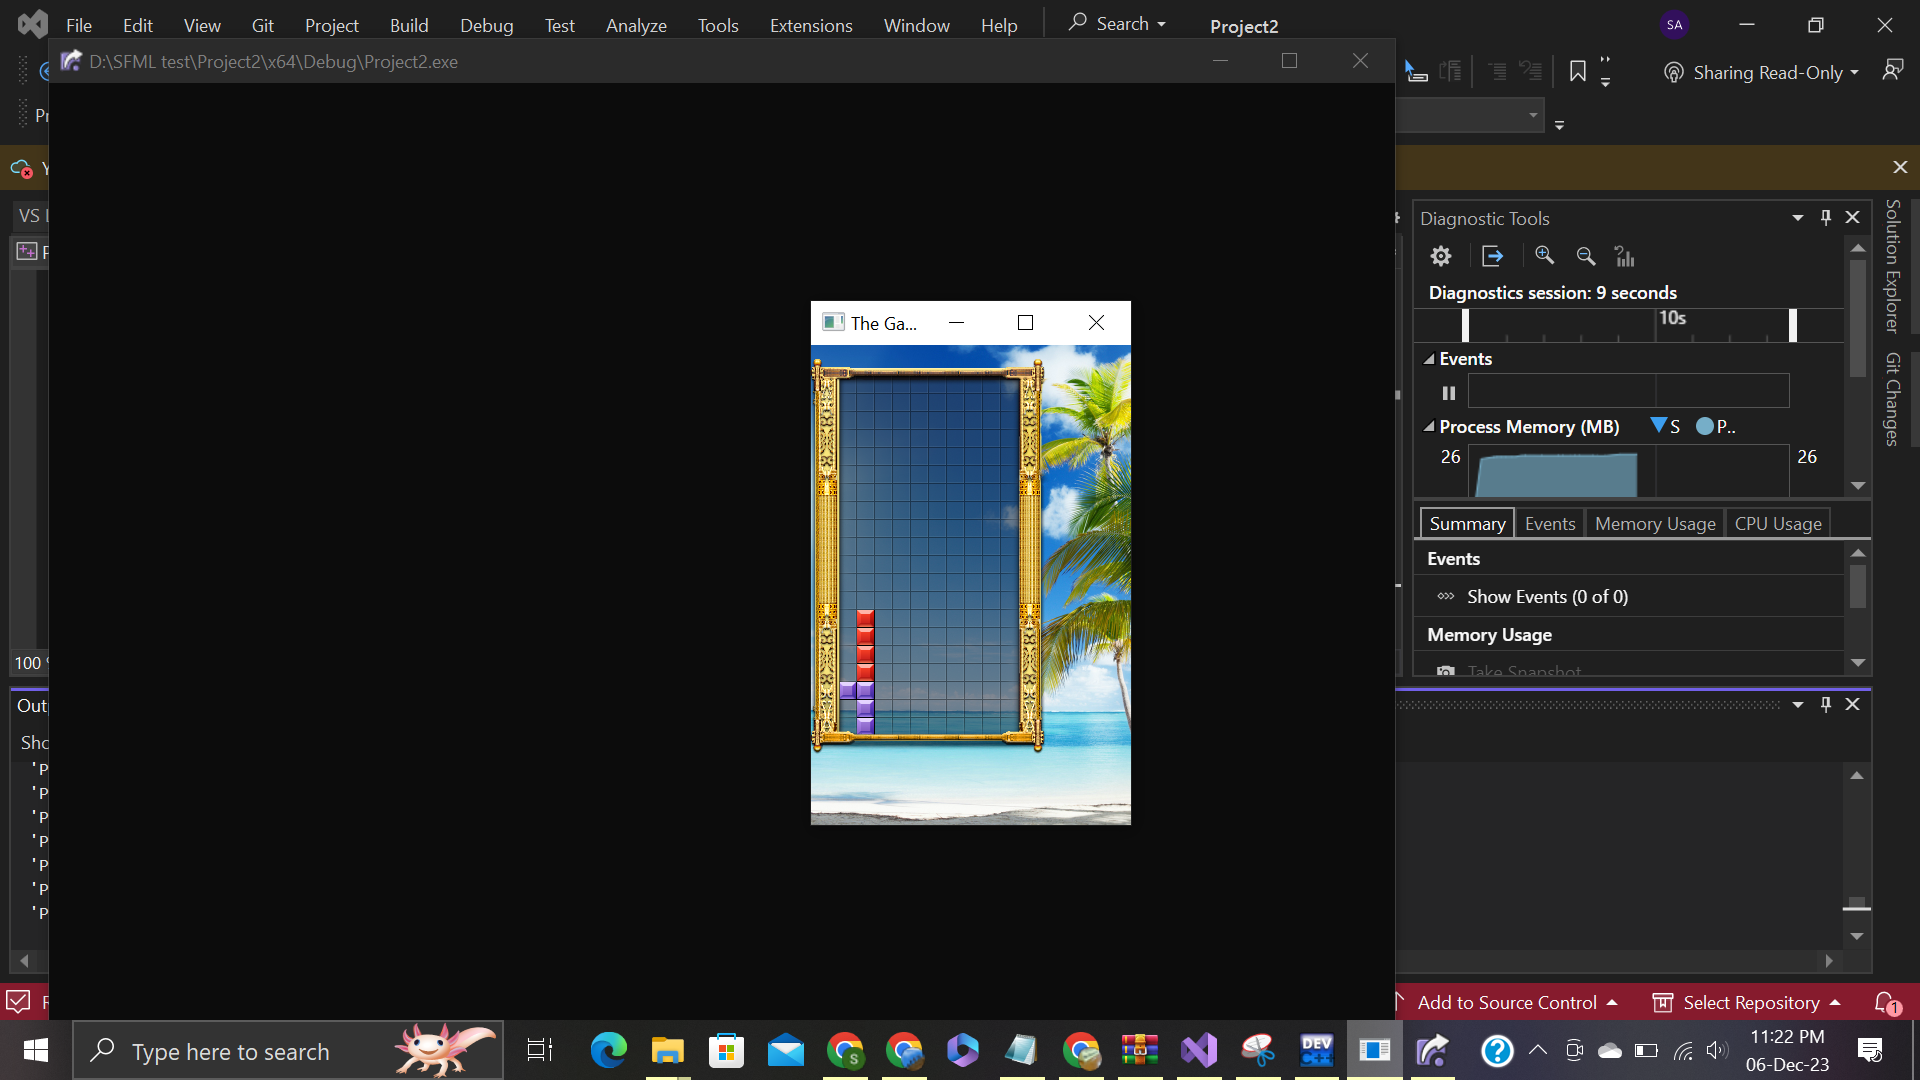 File Edit View Git Project Build Debug Test Analyze Tools Extensions Window Help Search Project2 SA
D:\SFML test\Project2\x64\Debug\Project2.exe
Sharing Read-Only
Pr
Y
VS L
P
100 %
Diagnostic Tools
Diagnostics session: 9 seconds
10s
Events
Process Memory (MB) S P..
26 26
Summary Events Memory Usage CPU Usage
Events
Show Events (0 of 0)
Memory Usage
Take Snapshot
Solution Explorer
Git Changes
The Ga...
Out
Sho
'P
'P
'P
'P
'P
'P
'P
R
Add to Source Control Select Repository 1
Type here to search
S
DEV
C++
?
11:22 PM
06-Dec-23